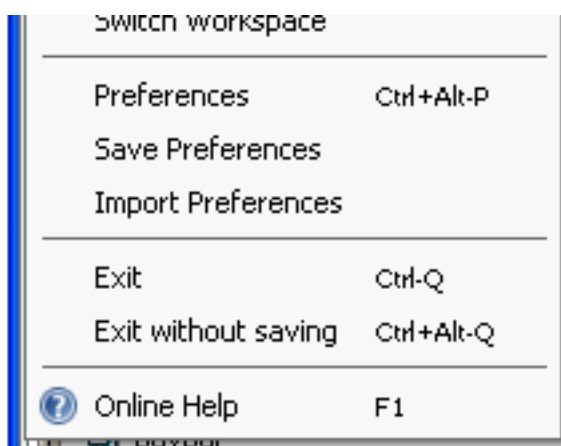 Switch Workspace
Preferences Ctrl+Alt-P
Save Preferences
Import Preferences
Exit Ctrl-Q
Exit without saving Ctrl+Alt-Q
Online Help F1